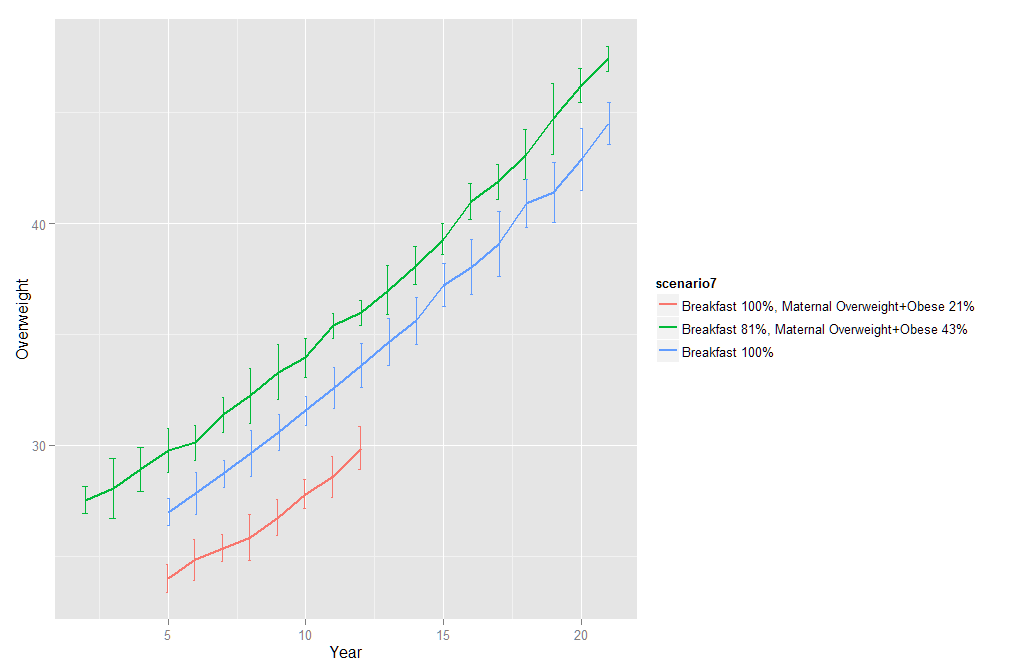 40
30
Overweight
5 10 15 20
Year
scenario7
Breakfast 100%, Maternal Overweight+Obese 21%
Breakfast 81%, Maternal Overweight+Obese 43%
Breakfast 100%